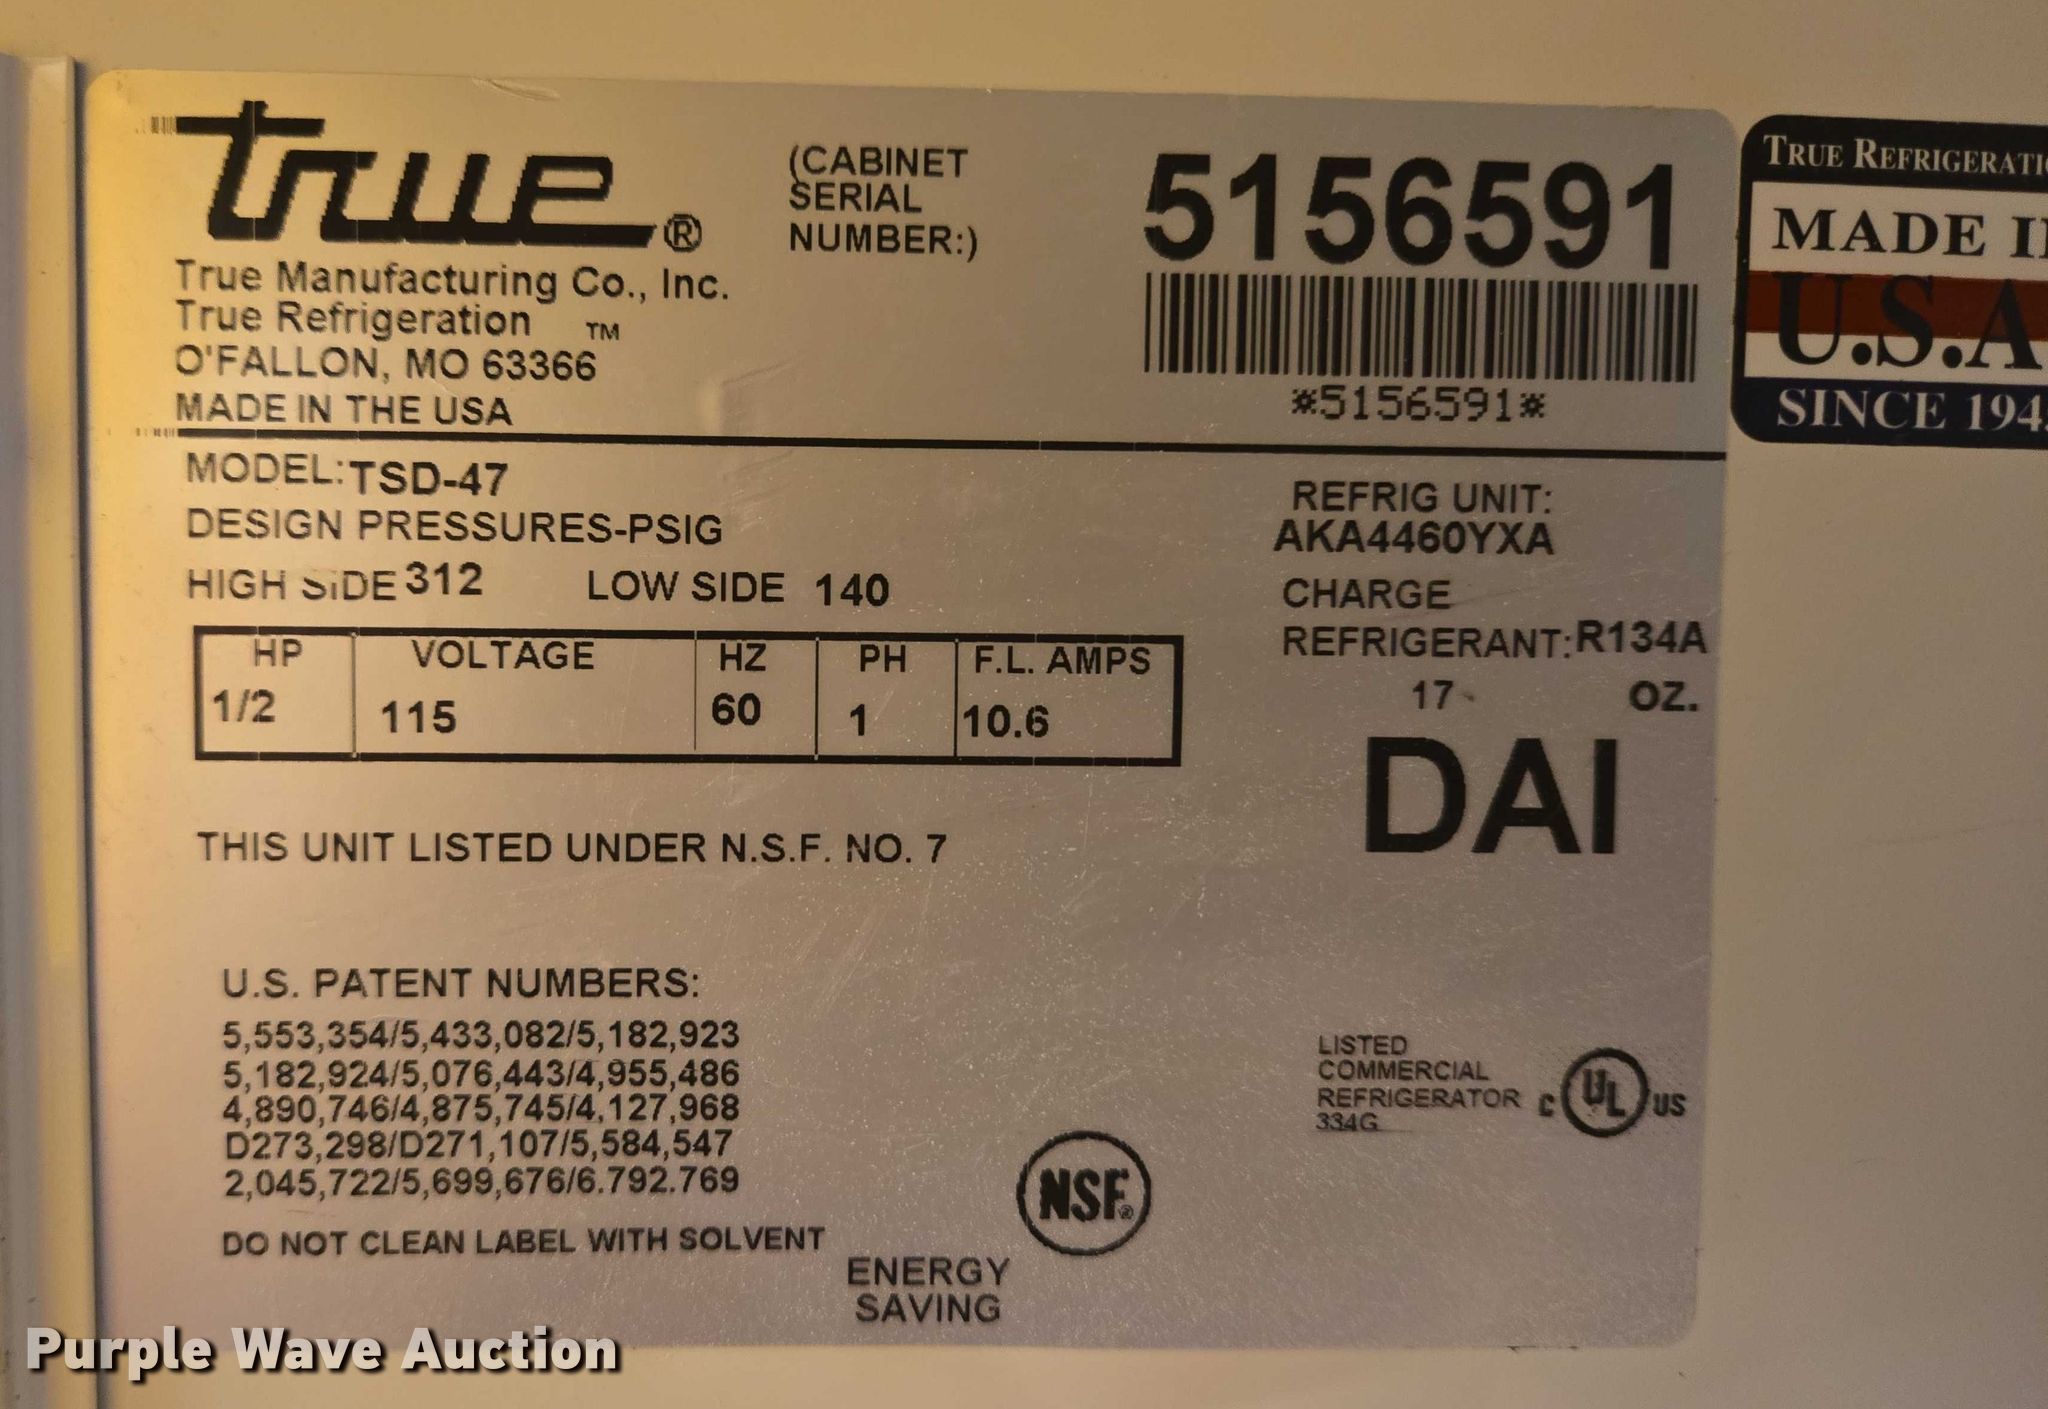 true®
True Manufacturing Co., Inc.
True Refrigeration ™
O'FALLON, MO 63366
MADE IN THE USA
(CABINET
SERIAL
NUMBER:)
5156591
*5156591*
TRUE REFRIGERATI
MADE I
U.S.A
SINCE 194
MODEL: TSD-47
DESIGN PRESSURES-PSIG
HIGH SIDE 312 LOW SIDE 140
REFRIG UNIT:
AKA4460YXA
CHARGE
REFRIGERANT: R134A
17 OZ.
DAI
HP VOLTAGE HZ PH F.L. AMPS
1/2 115 60 1 10.6
THIS UNIT LISTED UNDER N.S.F. NO. 7
U.S. PATENT NUMBERS:
5,553,354/5,433,082/5,182,923
5,182,924/5,076,443/4,955,486
4,890,746/4,875,745/4,127,968
D273,298/D271,107/5,584,547
2,045,722/5,699,676/6.792.769
DO NOT CLEAN LABEL WITH SOLVENT
ENERGY
SAVING
NSF®
LISTED
COMMERCIAL
REFRIGERATOR
334G
C UL US
Purple Wave Auction